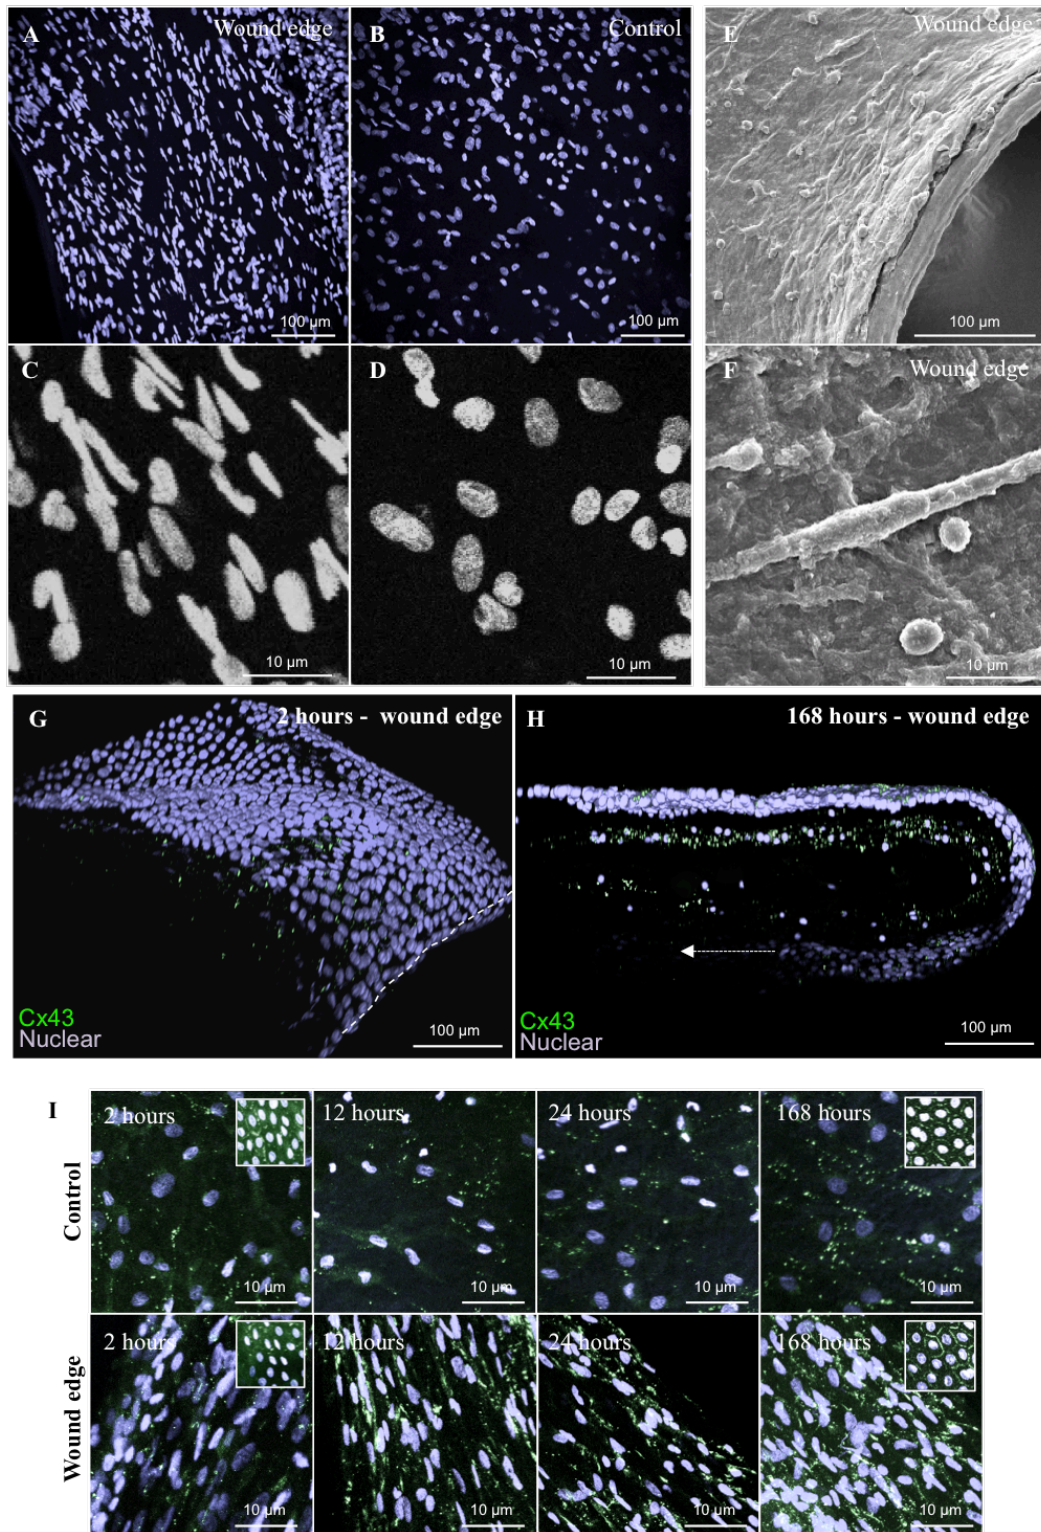 A Wound edge
B Control
E Wound edge
100 µm
100 µm
100 µm
C
D
F Wound edge
10 µm
10 µm
10 µm
G 2 hours - wound edge
H 168 hours - wound edge
Cx43
Nuclear
100 µm
Cx43
Nuclear
100 µm
I
Control
2 hours
12 hours
24 hours
168 hours
10 µm
10 µm
10 µm
10 µm
Wound edge
2 hours
12 hours
24 hours
168 hours
10 µm
10 µm
10 µm
10 µm